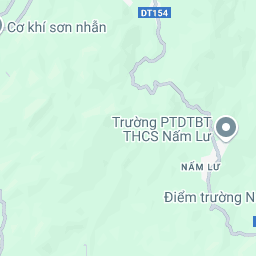 DT154
Cơ khí sơn nhẫn
Trường PTDTBT
THCS Nấm Lư
NẤM LƯ
Điểm trường N